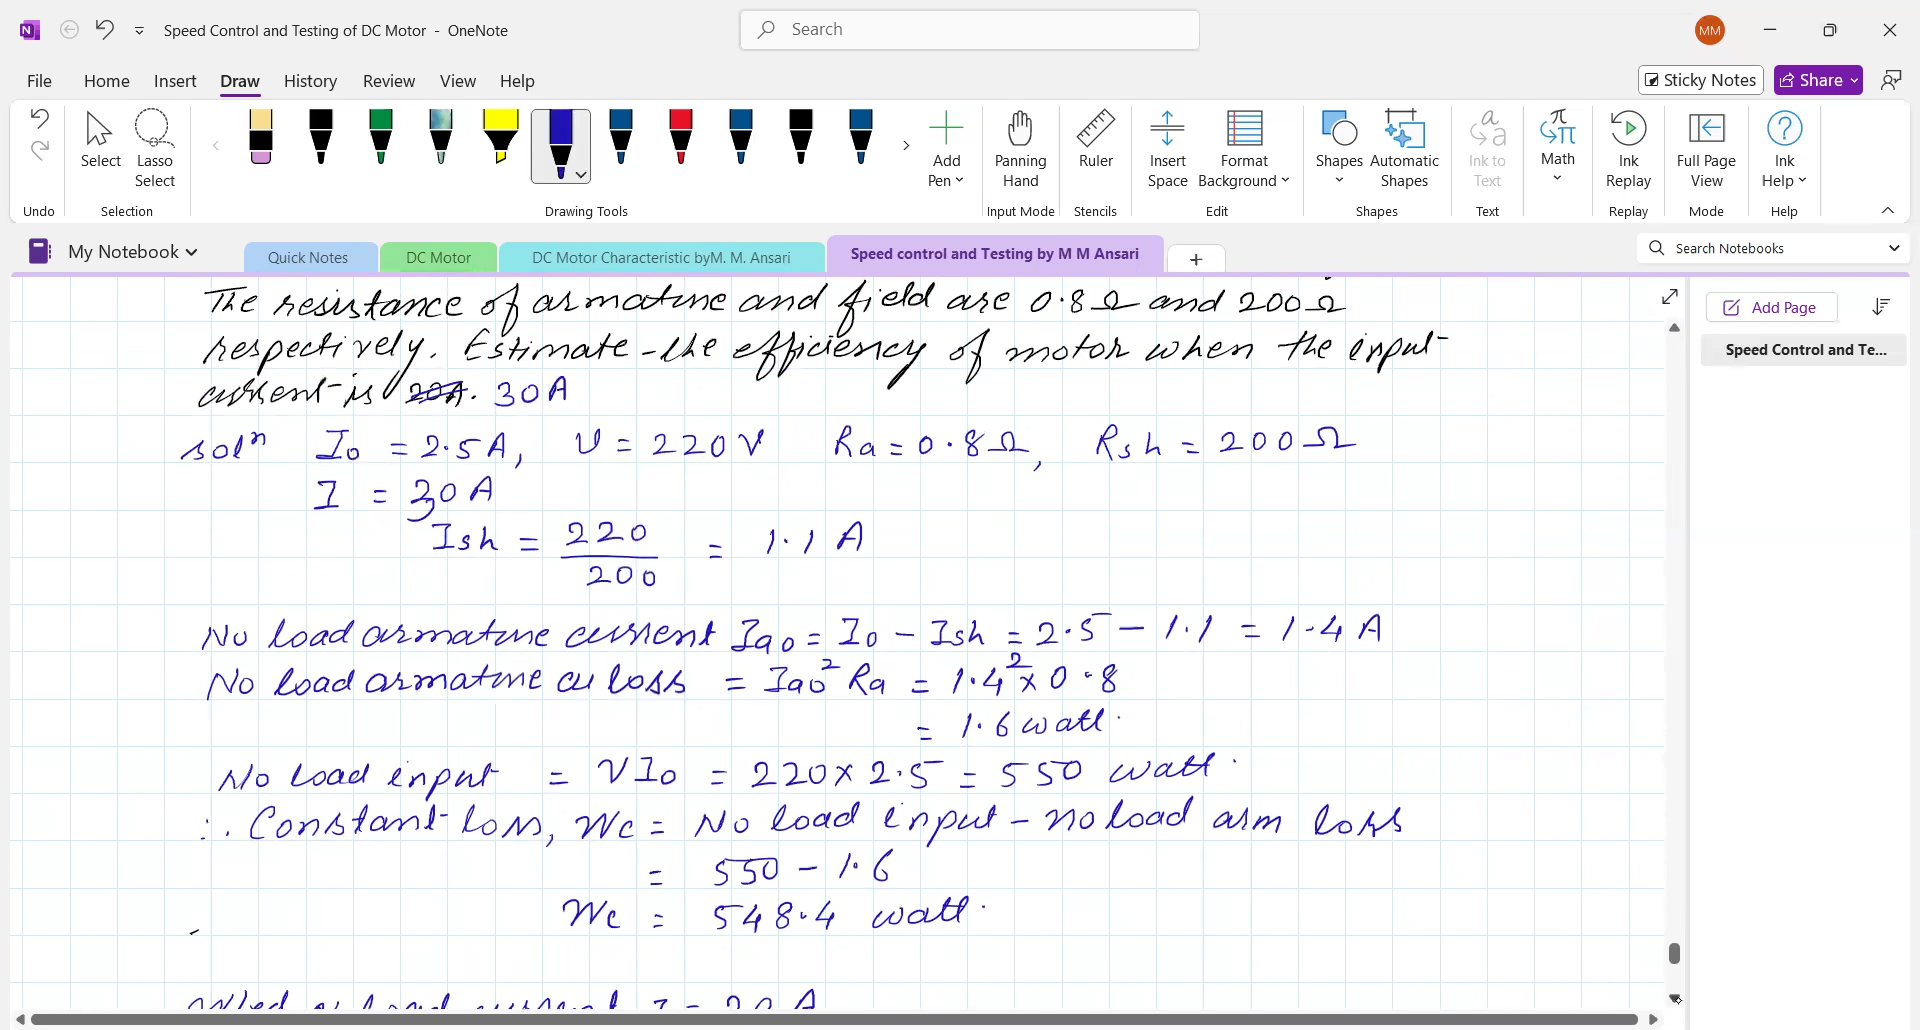 Speed Control and Testing of DC Motor - OneNote
Search
MM
File Home Insert Draw History Review View Help
Sticky Notes Share
Select Lasso Select
Add Pen Panning Hand Ruler Insert Space Format Background Shapes Automatic Shapes Ink to Text Math Ink Replay Full Page View Ink Help
Undo Selection Drawing Tools Input Mode Stencils Edit Shapes Text Replay Mode Help
My Notebook Quick Notes DC Motor DC Motor Characteristic byM. M. Ansari Speed control and Testing by M M Ansari + Search Notebooks
Add Page
Speed Control and Te...
The resistance of armature and field are 0.8 Ω and 200 Ω
respectively. Estimate the efficiency of motor when the input
current is 20A. 30 A
solⁿ I₀ = 2.5 A, V = 220 V Ra = 0.8 Ω, Rsh = 200 Ω
I = 30 A
Ish = 220/200 = 1.1 A
No load armature current Iao = I₀ - Ish = 2.5 - 1.1 = 1.4 A
No load armature cu loss = Iao² Ra = 1.4² × 0.8
= 1.6 watt.
No load input = VI₀ = 220 × 2.5 = 550 watt.
∴ Constant loss, Wc = No load input - no load arm loss
= 550 - 1.6
Wc = 548.4 watt.